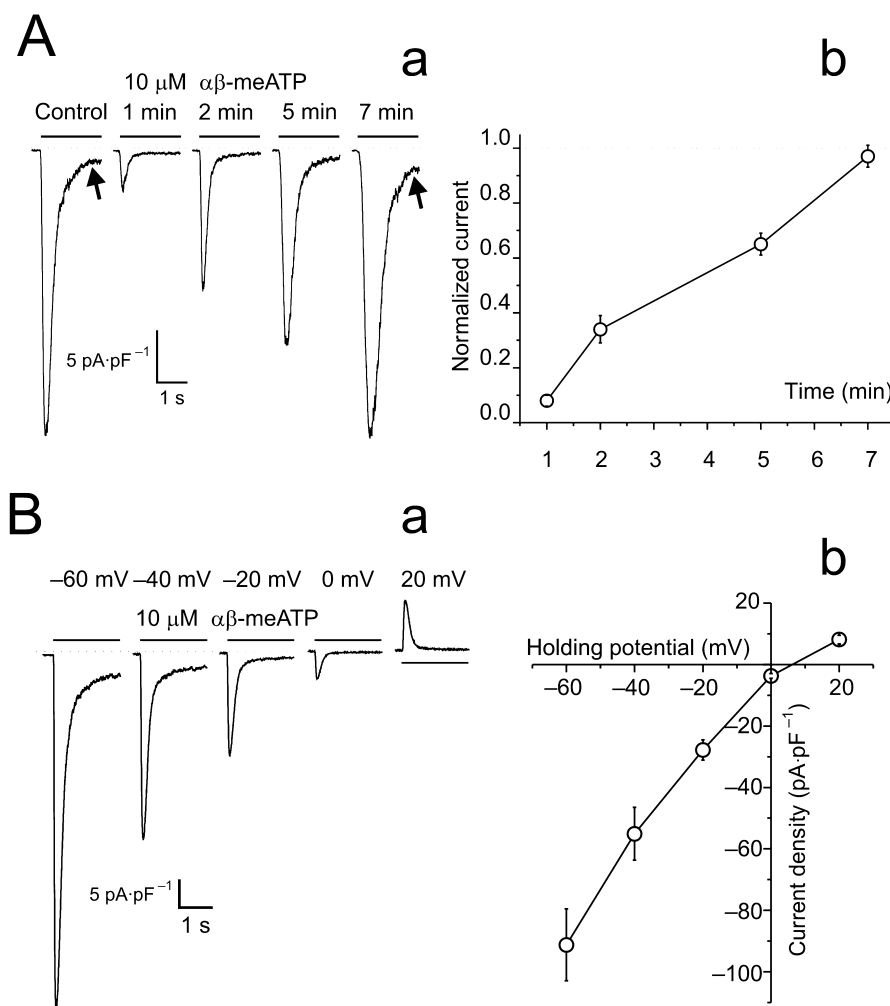 A
a
b
10 μM αβ-meATP
Control 1 min 2 min 5 min 7 min
5 pA·pF⁻¹
1 s
Normalized current
1.0
0.8
0.6
0.4
0.2
0.0
Time (min)
1 2 3 4 5 6 7
B
a
b
–60 mV –40 mV –20 mV 0 mV 20 mV
10 μM αβ-meATP
5 pA·pF⁻¹
1 s
Holding potential (mV)
–60 –40 –20 0 20
20
–20
–40
–60
–80
–100
Current density (pA·pF⁻¹)